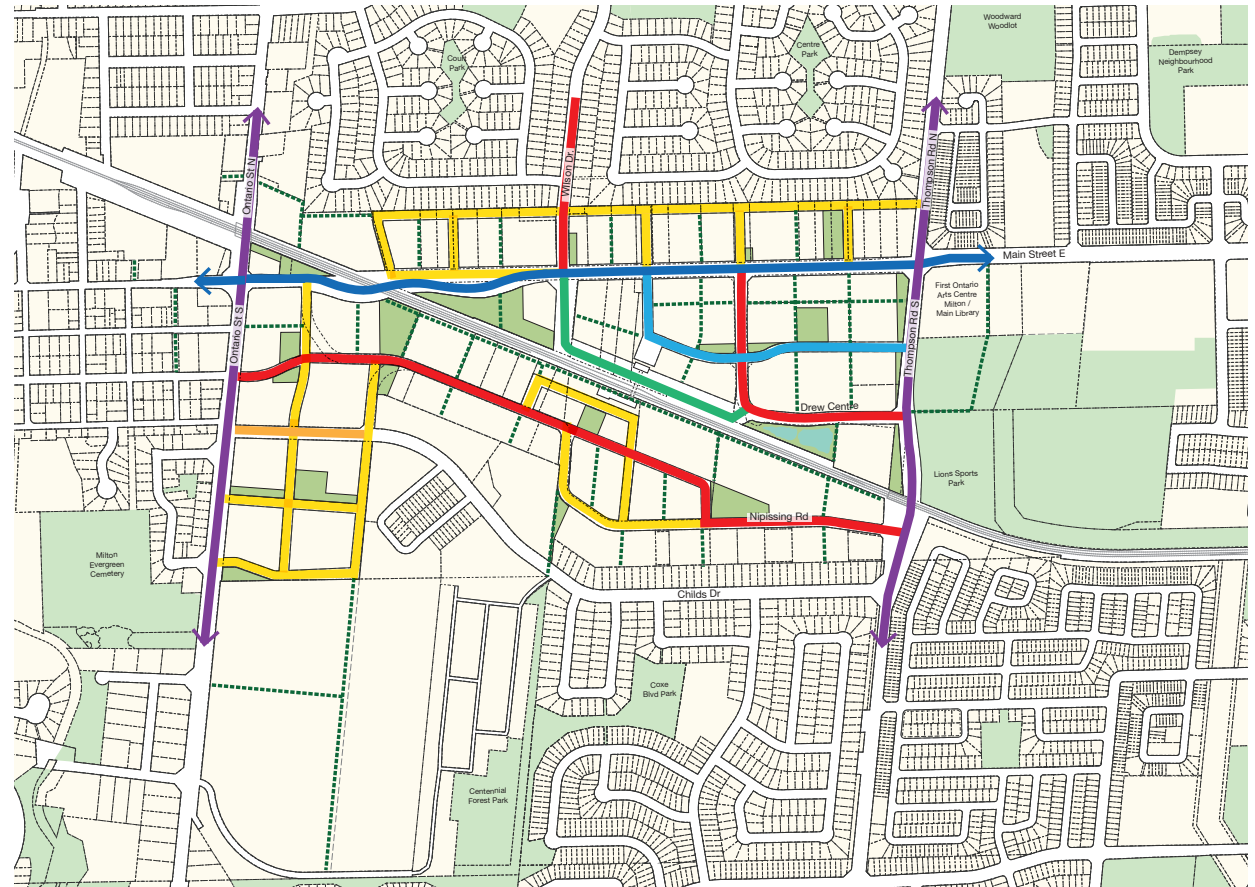 Woodward
Woodlot
Court
Park
Centre
Park
Dempsey
Neighbourhood
Park
Ontario St N
Wilson Dr.
Thompson Rd N
Main Street E
First Ontario
Arts Centre
Milton /
Main Library
Ontario St S
Thompson Rd S
Drew Centre
Lions Sports
Park
Nipissing Rd
Milton
Evergreen
Cemetery
Childs Dr
Coxe
Blvd Park
Centennial
Forest Park